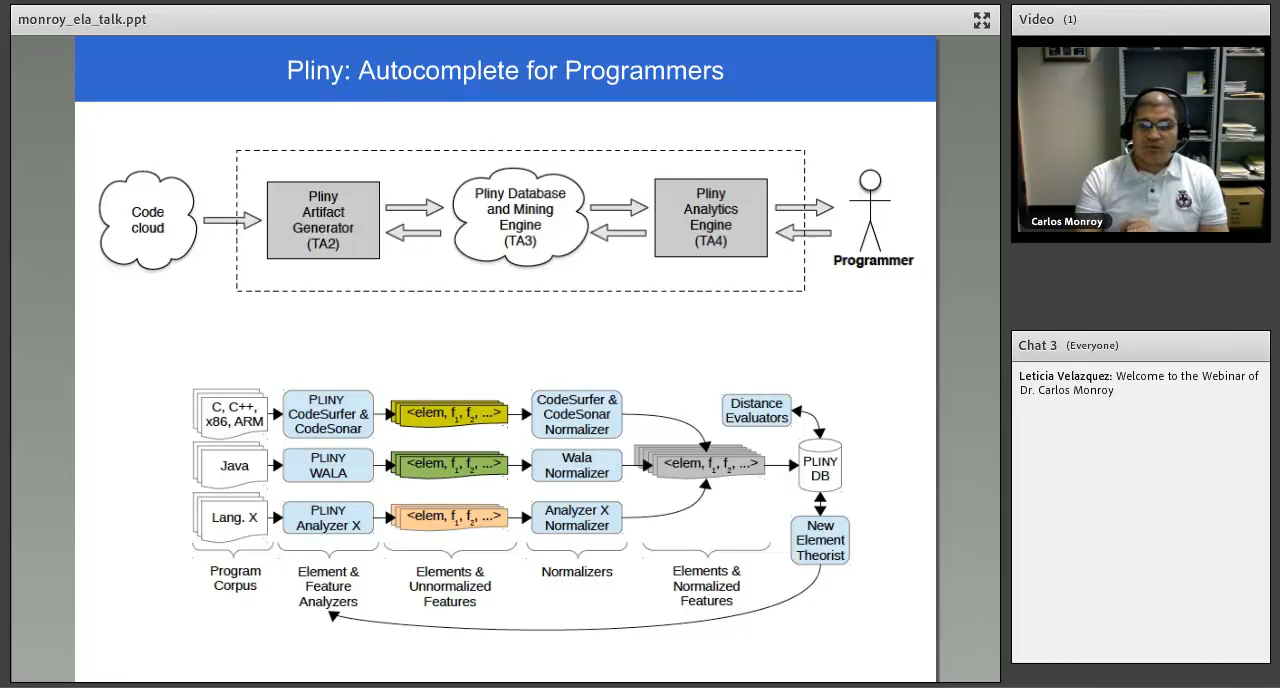 monroy_ela_talk.ppt
Pliny: Autocomplete for Programmers
Code
cloud
Pliny
Artifact
Generator
(TA2)
Pliny Database
and Mining
Engine
(TA3)
Pliny
Analytics
Engine
(TA4)
Programmer
C, C++,
x86, ARM
PLINY
CodeSurfer &
CodeSonar
<elem, f1, f2, ...>
CodeSurfer &
CodeSonar
Normalizer
Distance
Evaluators
Java
PLINY
WALA
<elem, f1, f2, ...>
Wala
Normalizer
<elem, f1, f2, ...>
PLINY
DB
Lang. X
PLINY
Analyzer X
<elem, f1, f2, ...>
Analyzer X
Normalizer
New
Element
Theorist
Program
Corpus
Element &
Feature
Analyzers
Elements &
Unnormalized
Features
Normalizers
Elements &
Normalized
Features
Video (1)
Carlos Monroy
Chat 3 (Everyone)
Leticia Velazquez: Welcome to the Webinar of
Dr. Carlos Monroy